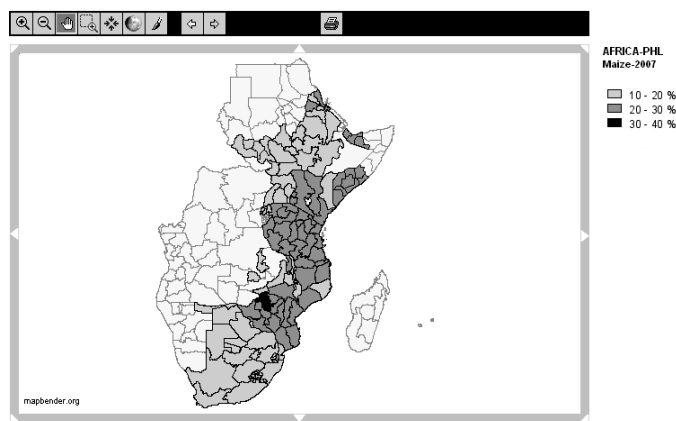 AFRICA-PHL
Maize-2007
10 - 20 %
20 - 30 %
30 - 40 %
mapbender.org